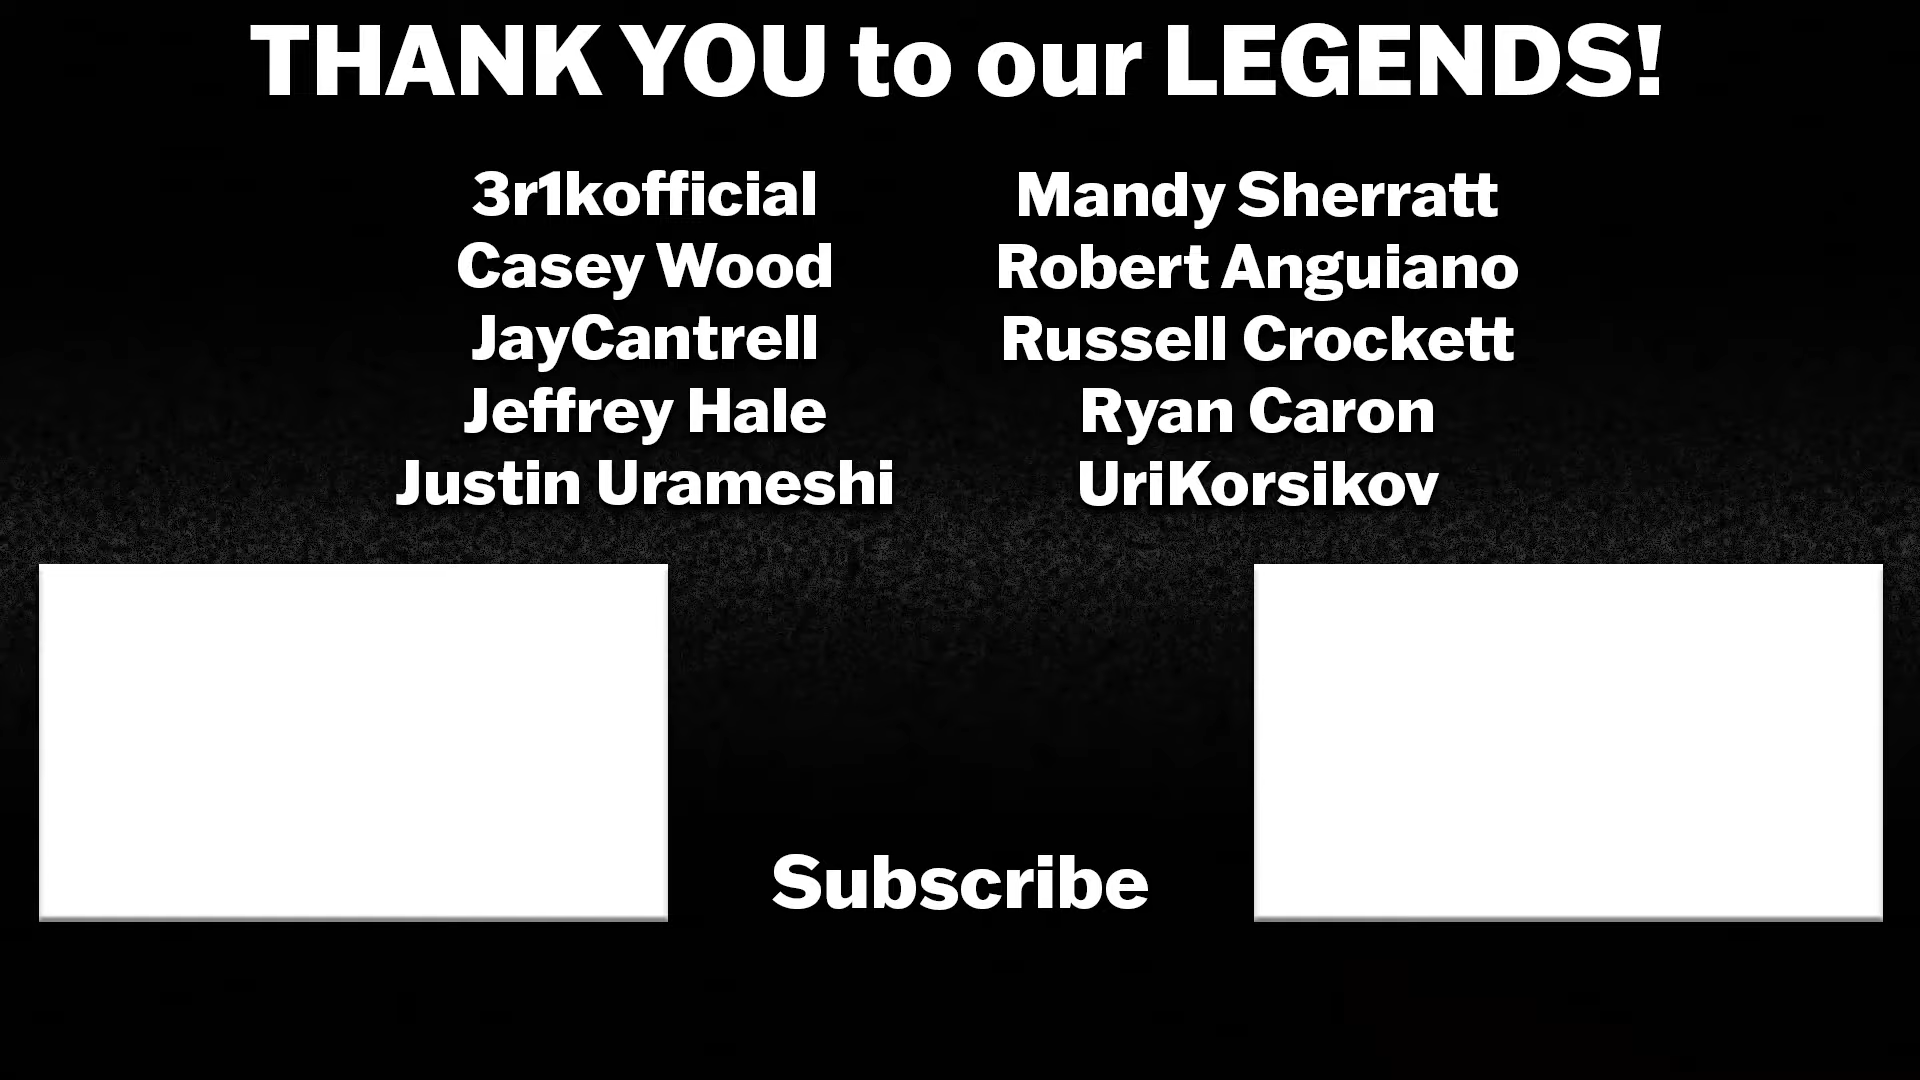 THANK YOU to our LEGENDS!
3r1kofficial
Casey Wood
JayCantrell
Jeffrey Hale
Justin Urameshi
Mandy Sherratt
Robert Anguiano
Russell Crockett
Ryan Caron
UriKorsikov
Subscribe